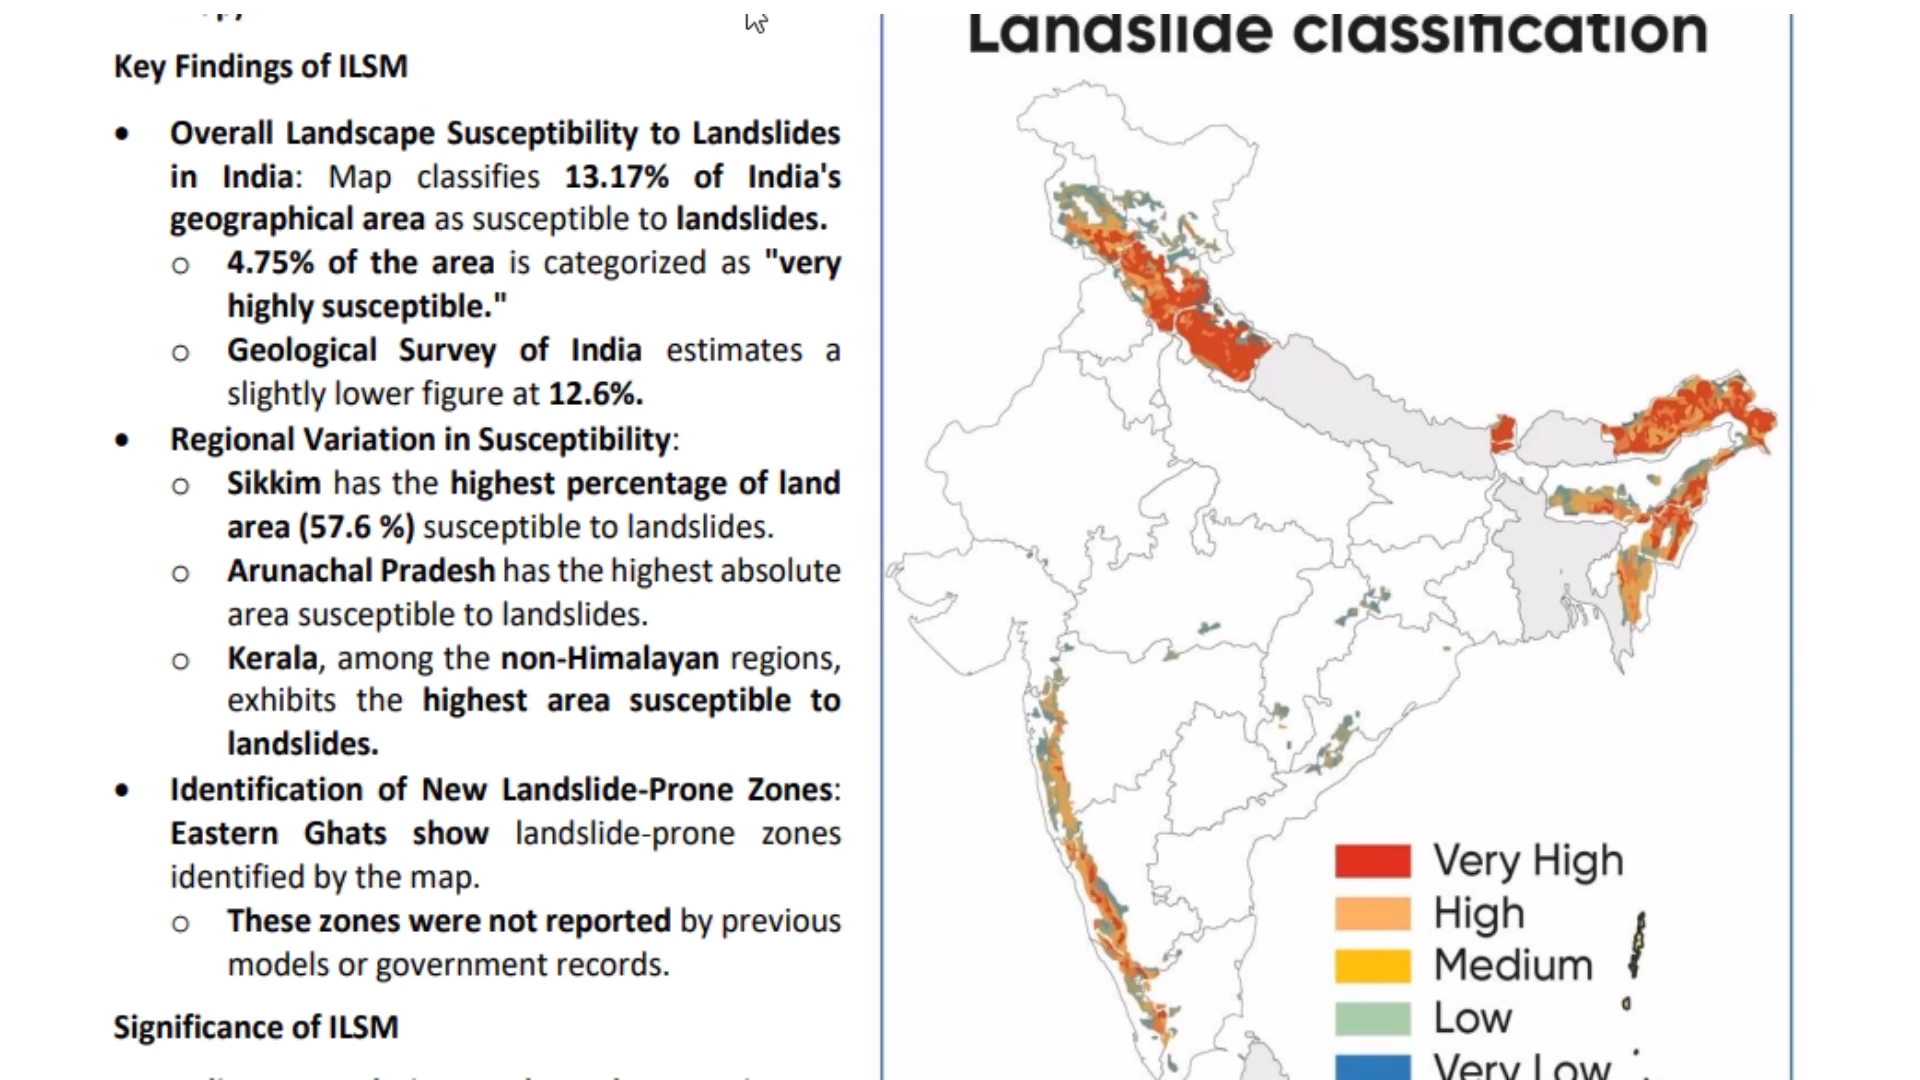 Key Findings of ILSM
• Overall Landscape Susceptibility to Landslides
in India: Map classifies 13.17% of India's
geographical area as susceptible to landslides.
o 4.75% of the area is categorized as "very
highly susceptible."
o Geological Survey of India estimates a
slightly lower figure at 12.6%.
• Regional Variation in Susceptibility:
o Sikkim has the highest percentage of land
area (57.6 %) susceptible to landslides.
o Arunachal Pradesh has the highest absolute
area susceptible to landslides.
o Kerala, among the non-Himalayan regions,
exhibits the highest area susceptible to
landslides.
• Identification of New Landslide-Prone Zones:
Eastern Ghats show landslide-prone zones
identified by the map.
o These zones were not reported by previous
models or government records.
Significance of ILSM
Landslide classification
Very High
High
Medium
Low
Very Low